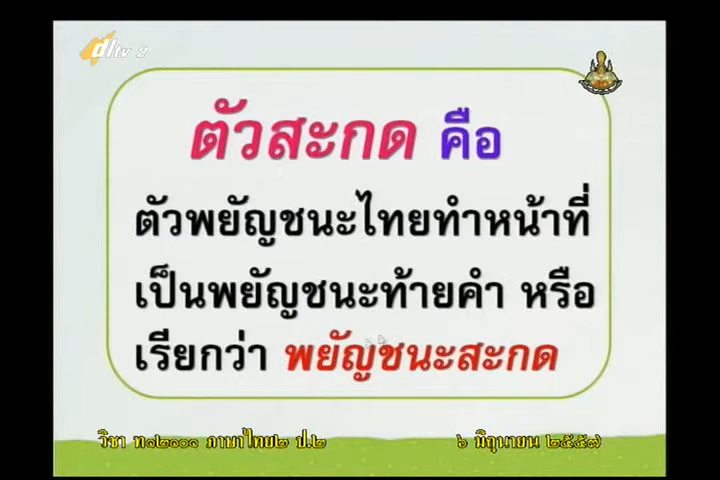 dltv 2
ตัวสะกด คือ
ตัวพยัญชนะไทยทำหน้าที่
เป็นพยัญชนะท้ายคำ หรือ
เรียกว่า พยัญชนะสะกด
วิชา ท๑๒๑๐๑ ภาษาไทย๒ ป.๒
๖ มิถุนายน ๒๕๕๗